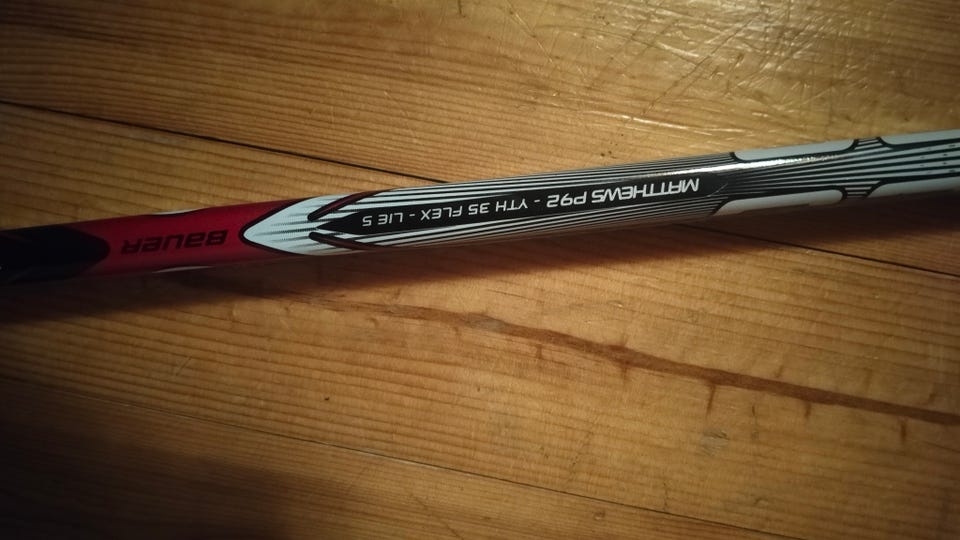 MATTHEWS P92 - YTH 35 FLEX - LIE 5
BAUER